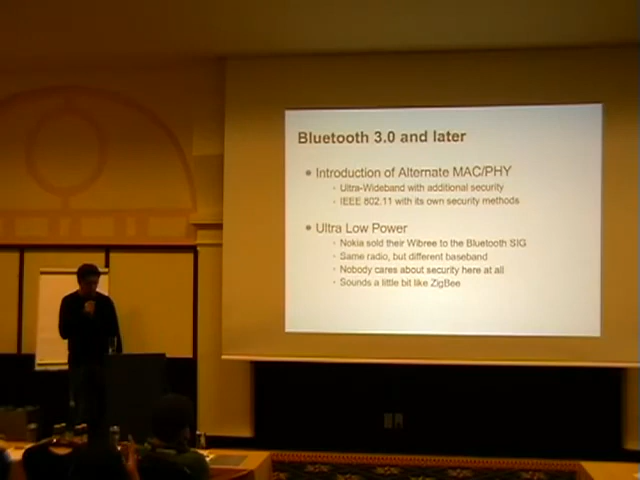 Bluetooth 3.0 and later
• Introduction of Alternate MAC/PHY
- Ultra-Wideband with additional security
- IEEE 802.11 with its own security methods
• Ultra Low Power
- Nokia sold their Wibree to the Bluetooth SIG
- Same radio, but different baseband
- Nobody cares about security here at all
- Sounds a little bit like ZigBee